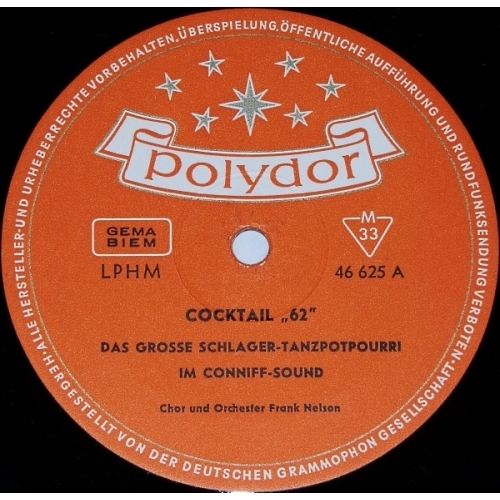 ALLE HERSTELLER- UND URHEBERRECHTE VORBEHALTEN, ÜBERSPIELUNG, ÖFFENTLICHE AUFFÜHRUNG UND RUNDFUNKSENDUNG VERBOTEN.
polydor
GEMA
BIEM
M
33
LPHM
46 625 A
COCKTAIL „62”
DAS GROSSE SCHLAGER-TANZPOTPOURRI
IM CONNIFF-SOUND
Chor und Orchester Frank Nelson
HERGESTELLT VON DER DEUTSCHEN GRAMMOPHON GESELLSCHAFT